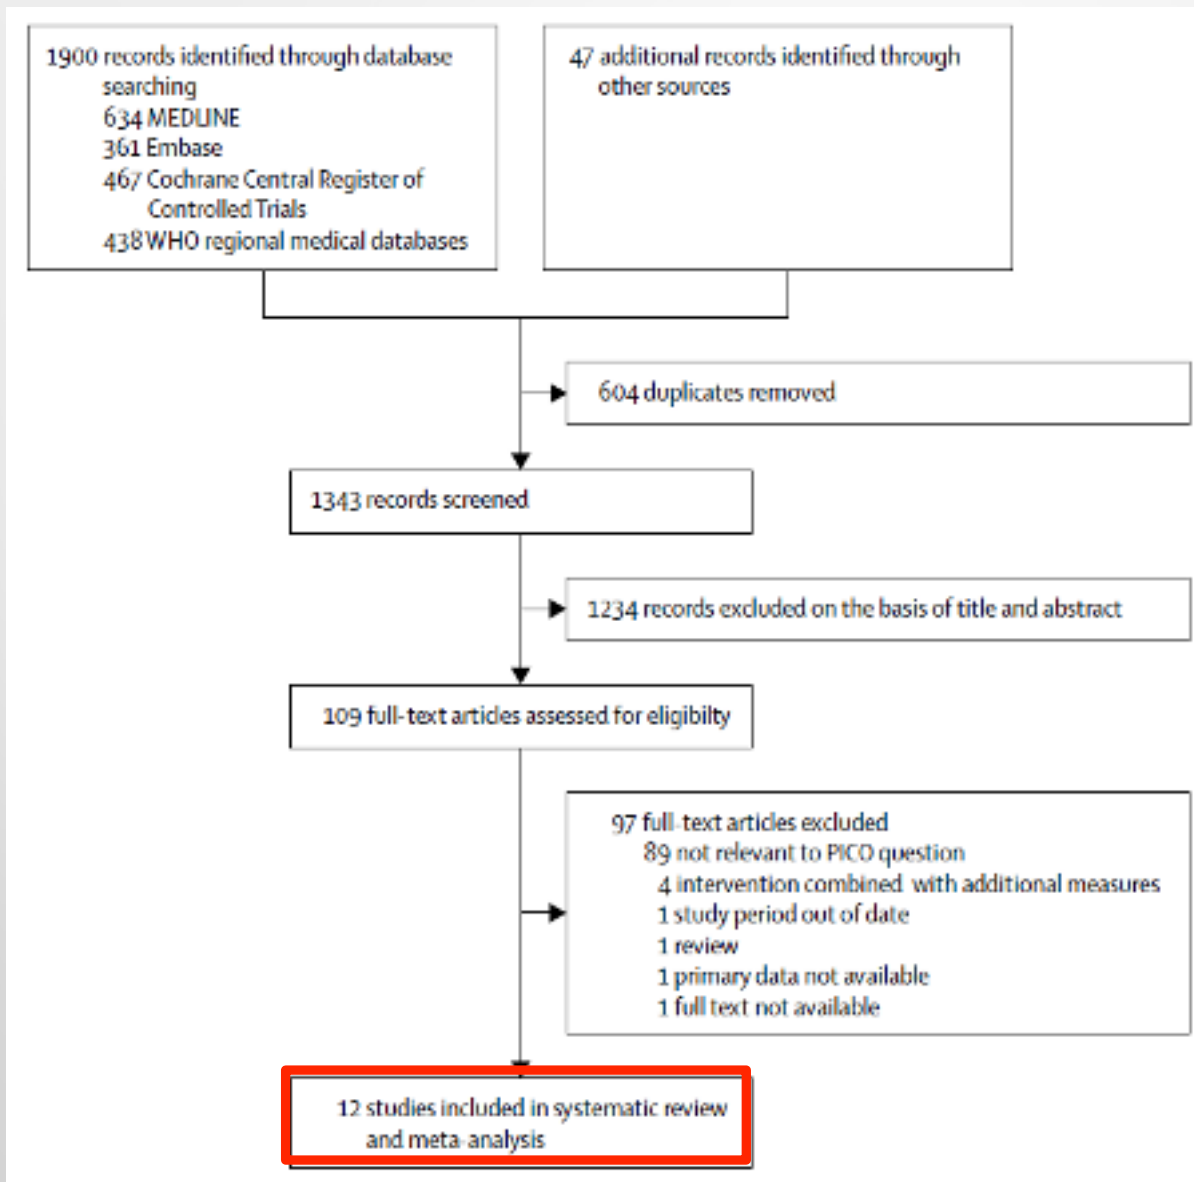 1900 records identified through database
searching
634 MEDLINE
361 Embase
467 Cochrane Central Register of
Controlled Trials
438 WHO regional medical databases
47 additional records identified through
other sources
604 duplicates removed
1343 records screened
1234 records excluded on the basis of title and abstract
109 full-text articles assessed for eligibilty
97 full-text articles excluded
89 not relevant to PICO question
4 intervention combined with additional measures
1 study period out of date
1 review
1 primary data not available
1 full text not available
12 studies included in systematic review
and meta-analysis